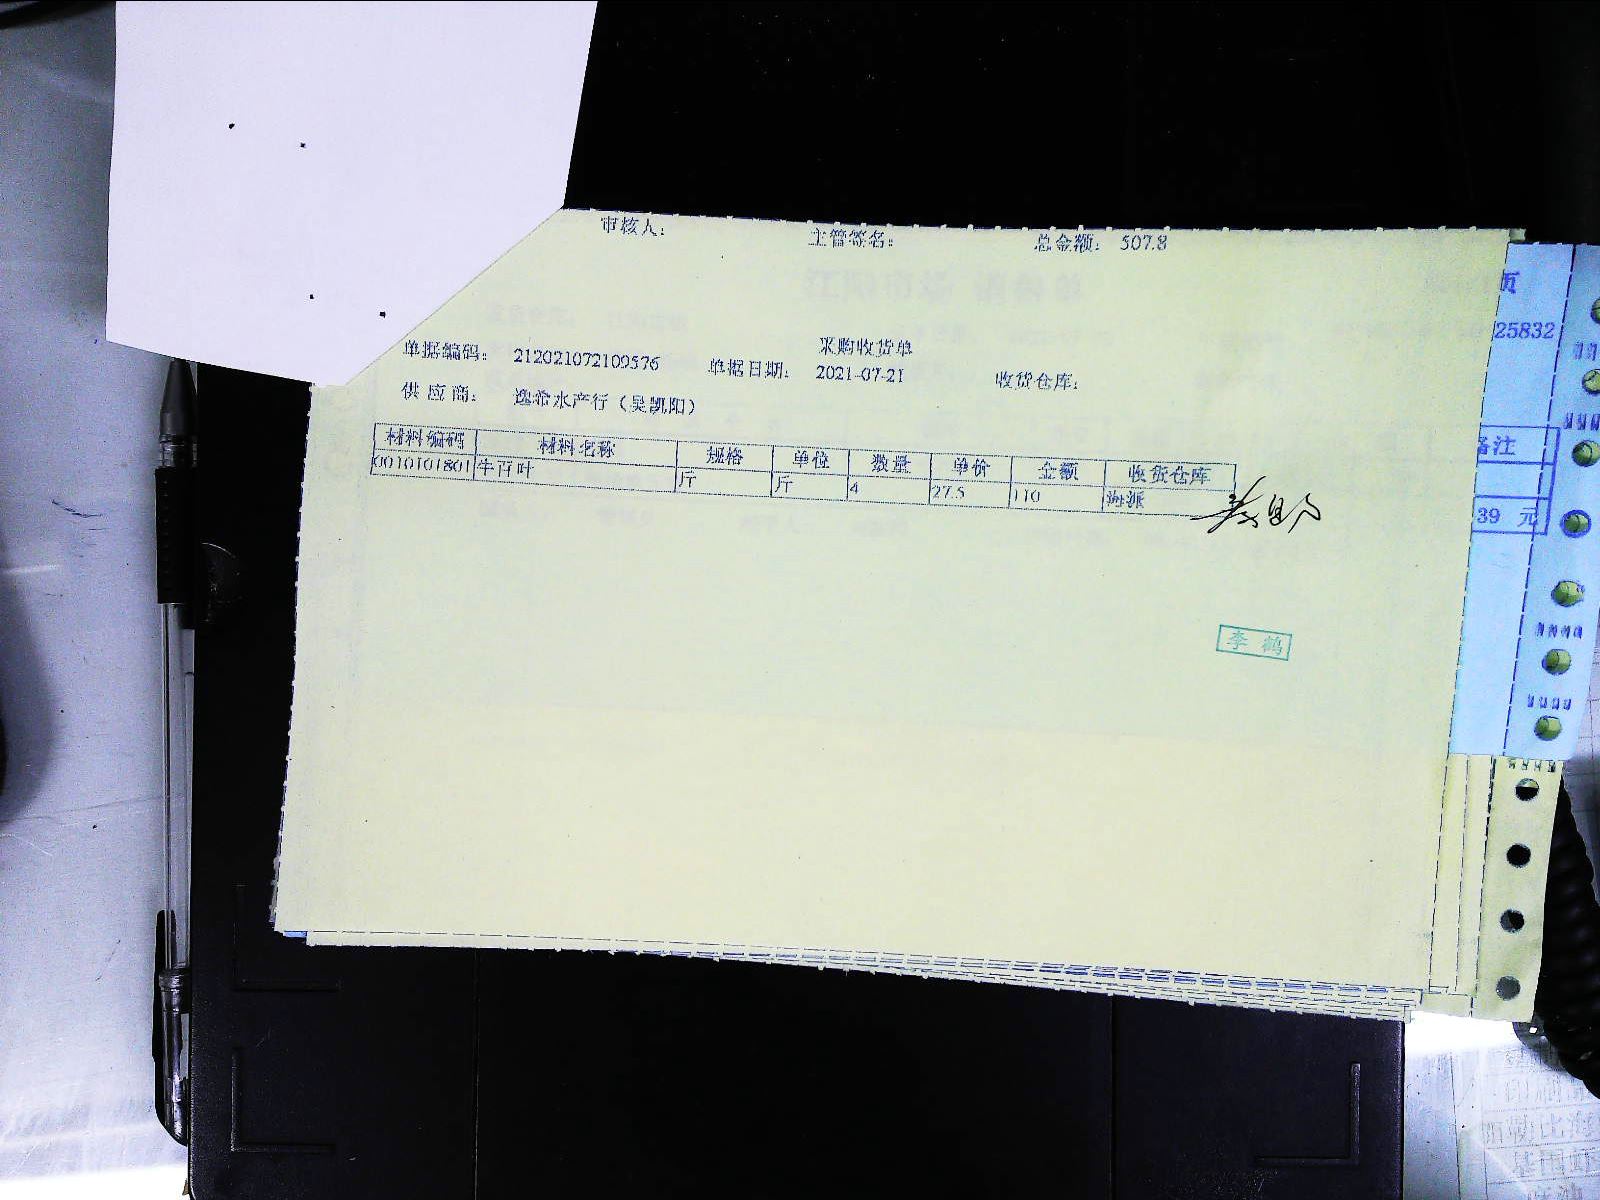 审核人： 主管签名： 总金额： 507.8
采购收货单
单据编码： 212021072109576 单据日期： 2021-07-21 收货仓库：
供应商： 逸希水产行（吴凯阳）
材料编码 材料名称 规格 单位 数量 单价 金额 收货仓库
0010101801 牛百叶 斤 斤 4 27.5 110 海派
李鹤
页
25832
备注
39 元